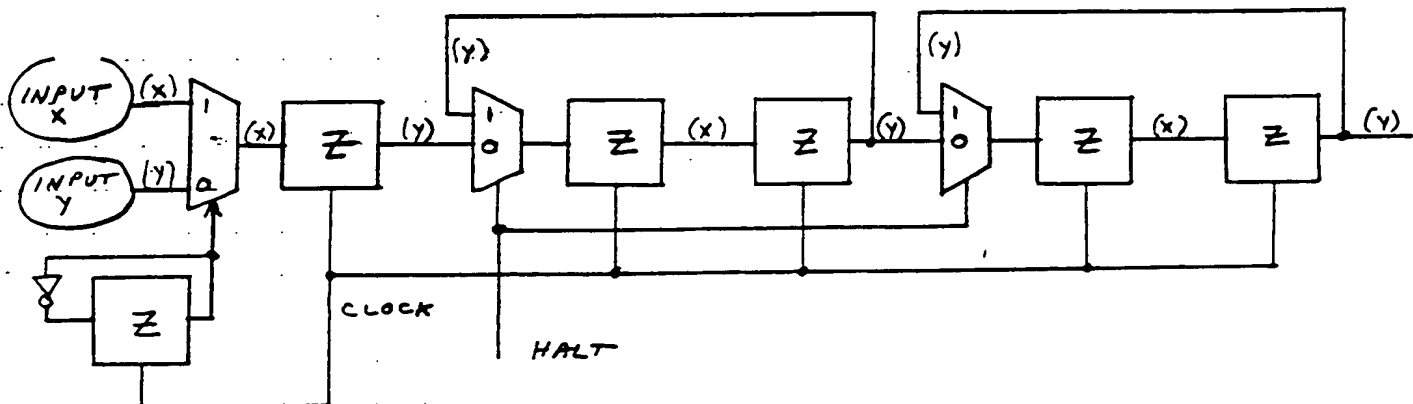 (Y)
(Y)
INPUT
X
(X)
1
0
(X)
Z
(Y)
1
0
Z
(X)
Z
(Y)
1
0
Z
(X)
Z
(Y)
INPUT
Y
(Y)
Z
CLOCK
HALT